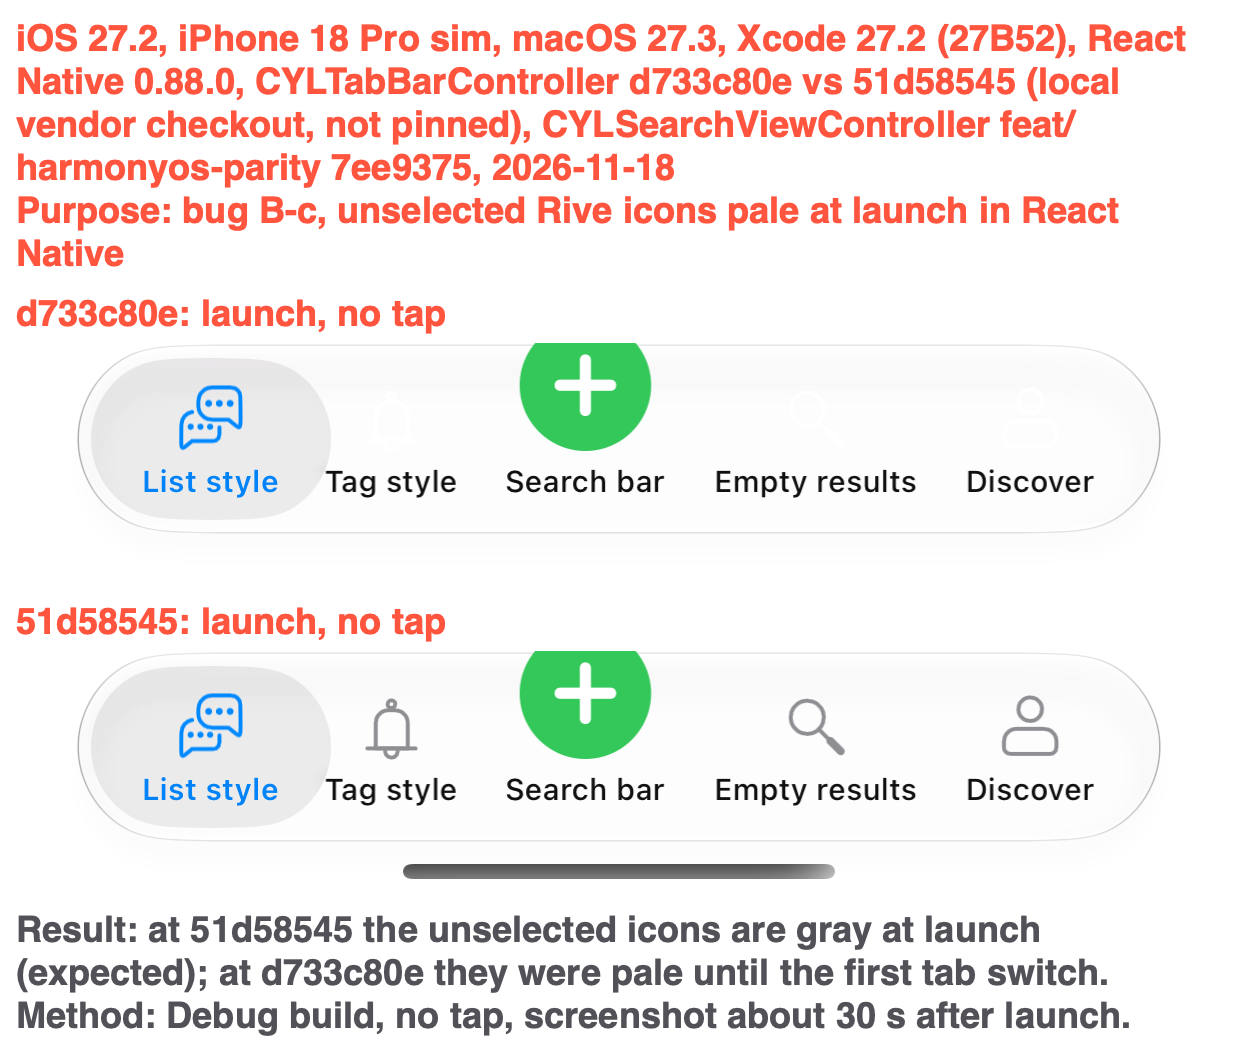 iOS 27.2, iPhone 18 Pro sim, macOS 27.3, Xcode 27.2 (27B52), React
Native 0.88.0, CYLTabBarController d733c80e vs 51d58545 (local
vendor checkout, not pinned), CYLSearchViewController feat/
harmonyos-parity 7ee9375, 2026-11-18
Purpose: bug B-c, unselected Rive icons pale at launch in React
Native
d733c80e: launch, no tap
List style Tag style Search bar Empty results Discover
51d58545: launch, no tap
List style Tag style Search bar Empty results Discover
Result: at 51d58545 the unselected icons are gray at launch
(expected); at d733c80e they were pale until the first tab switch.
Method: Debug build, no tap, screenshot about 30 s after launch.